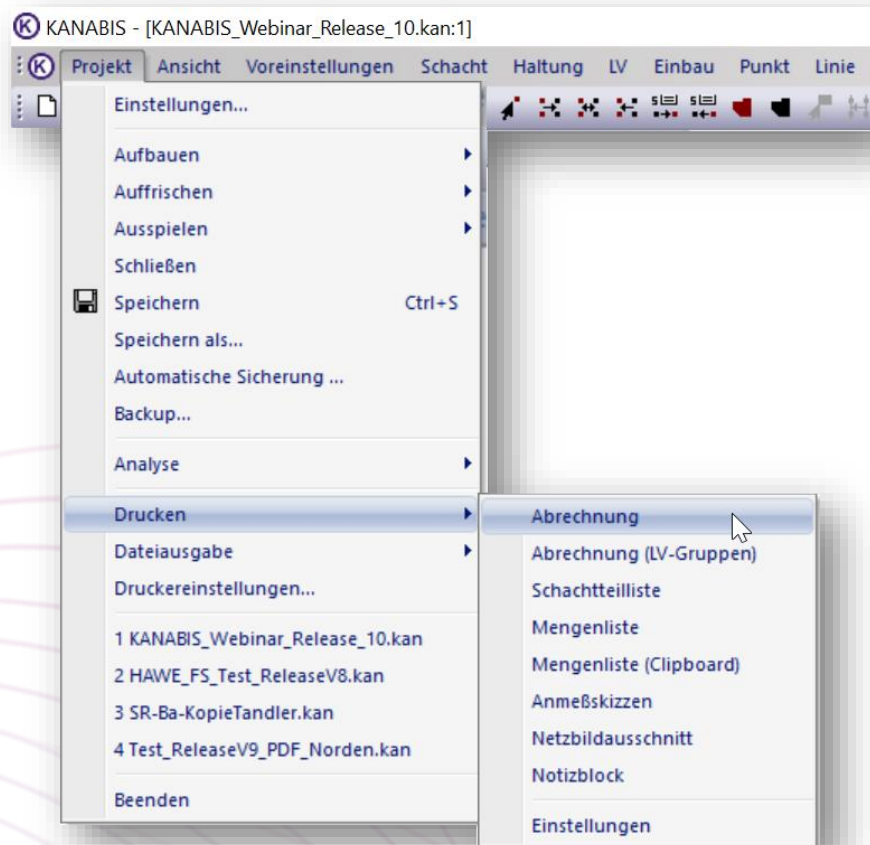 KANABIS - [KANABIS_Webinar_Release_10.kan:1]
Projekt Ansicht Voreinstellungen Schacht Haltung LV Einbau Punkt Linie
Einstellungen...
Aufbauen
Auffrischen
Ausspielen
Schließen
Speichern Ctrl+S
Speichern als...
Automatische Sicherung ...
Backup...
Analyse
Drucken
Dateiausgabe
Druckereinstellungen...
1 KANABIS_Webinar_Release_10.kan
2 HAWE_FS_Test_ReleaseV8.kan
3 SR-Ba-KopieTandler.kan
4 Test_ReleaseV9_PDF_Norden.kan
Beenden
Abrechnung
Abrechnung (LV-Gruppen)
Schachtteilliste
Mengenliste
Mengenliste (Clipboard)
Anmeßskizzen
Netzbildausschnitt
Notizblock
Einstellungen